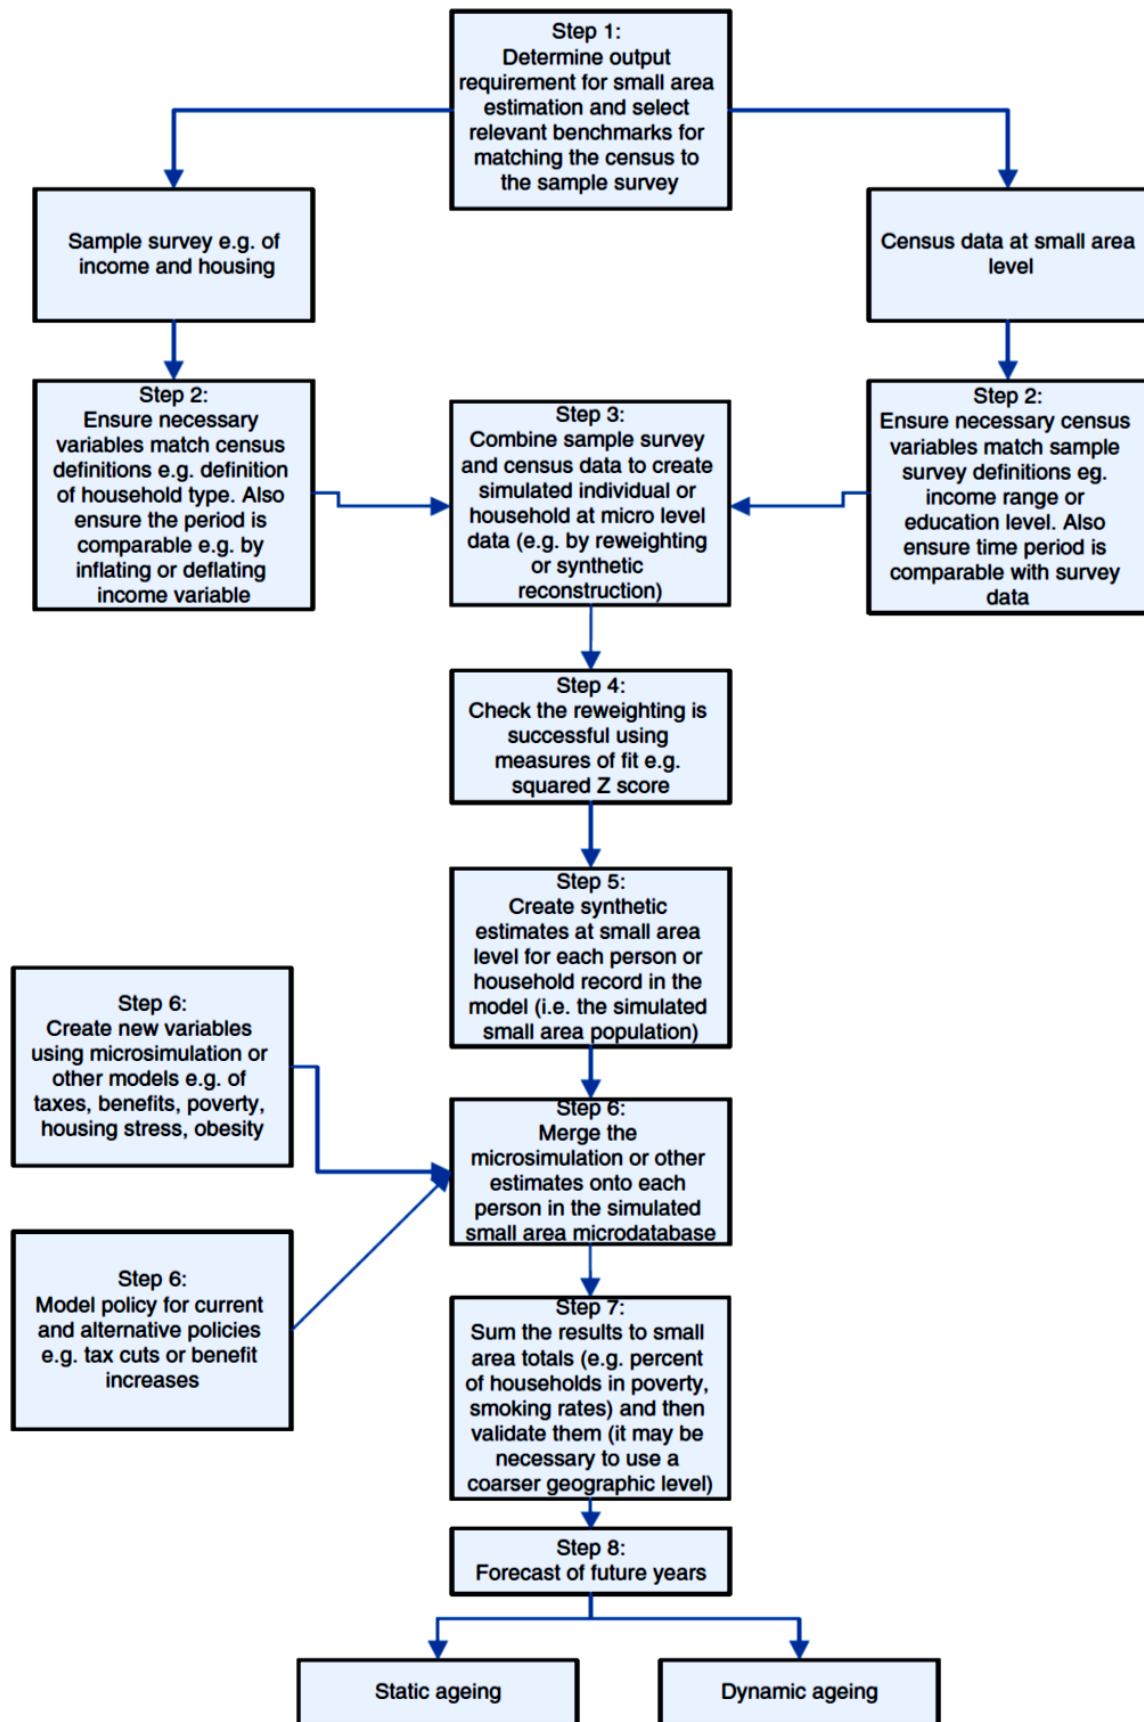 Step 1:
Determine output
requirement for small area
estimation and select
relevant benchmarks for
matching the census to
the sample survey
Sample survey e.g. of
income and housing
Census data at small area
level
Step 2:
Ensure necessary
variables match census
definitions e.g. definition
of household type. Also
ensure the period is
comparable e.g. by
inflating or deflating
income variable
Step 3:
Combine sample survey
and census data to create
simulated individual or
household at micro level
data (e.g. by reweighting
or synthetic
reconstruction)
Step 2:
Ensure necessary census
variables match sample
survey definitions eg.
income range or
education level. Also
ensure time period is
comparable with survey
data
Step 4:
Check the reweighting is
successful using
measures of fit e.g.
squared Z score
Step 5:
Create synthetic
estimates at small area
level for each person or
household record in the
model (i.e. the simulated
small area population)
Step 6:
Create new variables
using microsimulation or
other models e.g. of
taxes, benefits, poverty,
housing stress, obesity
Step 6:
Merge the
microsimulation or other
estimates onto each
person in the simulated
small area microdatabase
Step 6:
Model policy for current
and alternative policies
e.g. tax cuts or benefit
increases
Step 7:
Sum the results to small
area totals (e.g. percent
of households in poverty,
smoking rates) and then
validate them (it may be
necessary to use a
coarser geographic level)
Step 8:
Forecast of future years
Static ageing
Dynamic ageing